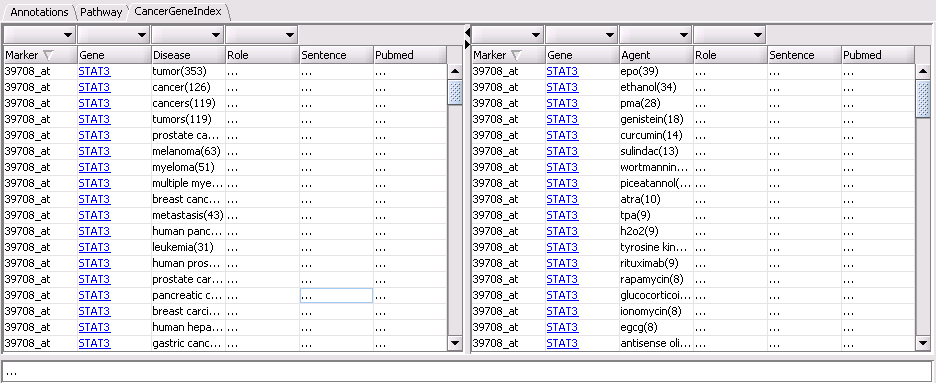 Annotations Pathway CancerGeneIndex
Marker Gene Disease Role Sentence Pubmed
39708_at STAT3 tumor(353) ... ... ...
39708_at STAT3 cancer(126) ... ... ...
39708_at STAT3 cancers(119) ... ... ...
39708_at STAT3 tumors(119) ... ... ...
39708_at STAT3 prostate ca... ... ... ...
39708_at STAT3 melanoma(63) ... ... ...
39708_at STAT3 myeloma(51) ... ... ...
39708_at STAT3 multiple mye... ... ... ...
39708_at STAT3 breast canc... ... ... ...
39708_at STAT3 metastasis(43) ... ... ...
39708_at STAT3 human panc... ... ... ...
39708_at STAT3 leukemia(31) ... ... ...
39708_at STAT3 human pros... ... ... ...
39708_at STAT3 prostate car... ... ... ...
39708_at STAT3 pancreatic c... ... ... ...
39708_at STAT3 breast carci... ... ... ...
39708_at STAT3 human hepa... ... ... ...
39708_at STAT3 gastric canc... ... ... ...
Marker Gene Agent Role Sentence Pubmed
39708_at STAT3 epo(39) ... ... ...
39708_at STAT3 ethanol(34) ... ... ...
39708_at STAT3 pma(28) ... ... ...
39708_at STAT3 genistein(18) ... ... ...
39708_at STAT3 curcumin(14) ... ... ...
39708_at STAT3 sulindac(13) ... ... ...
39708_at STAT3 wortmannin... ... ... ...
39708_at STAT3 piceatannol(... ... ... ...
39708_at STAT3 atra(10) ... ... ...
39708_at STAT3 tpa(9) ... ... ...
39708_at STAT3 h2o2(9) ... ... ...
39708_at STAT3 tyrosine kin... ... ... ...
39708_at STAT3 rituximab(9) ... ... ...
39708_at STAT3 rapamycin(8) ... ... ...
39708_at STAT3 glucocorticoi... ... ... ...
39708_at STAT3 ionomycin(8) ... ... ...
39708_at STAT3 egcg(8) ... ... ...
39708_at STAT3 antisense oli... ... ... ...
...